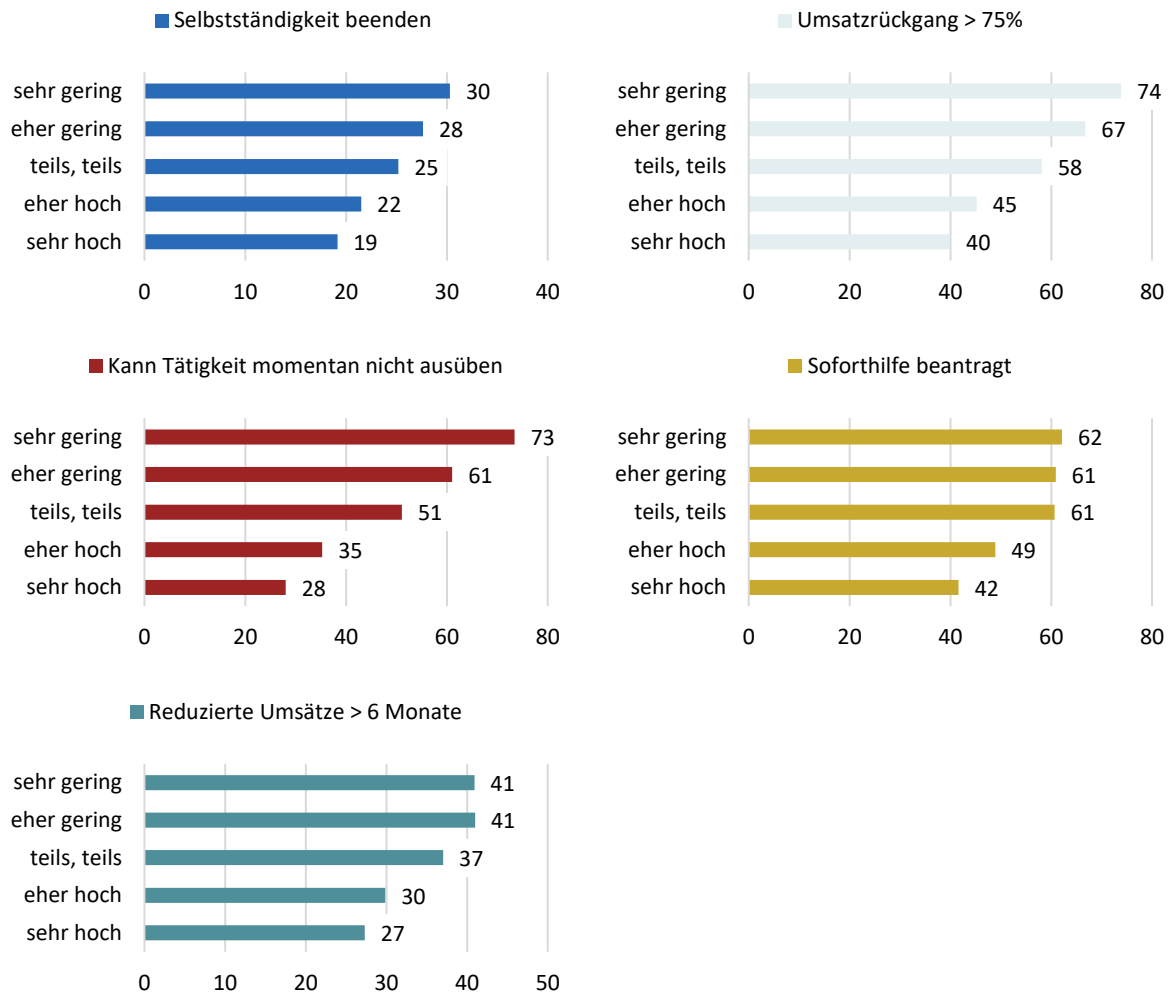 Selbstständigkeit beenden
sehr gering 30
eher gering 28
teils, teils 25
eher hoch 22
sehr hoch 19
0 10 20 30 40
Umsatzrückgang > 75%
sehr gering 74
eher gering 67
teils, teils 58
eher hoch 45
sehr hoch 40
0 20 40 60 80
Kann Tätigkeit momentan nicht ausüben
sehr gering 73
eher gering 61
teils, teils 51
eher hoch 35
sehr hoch 28
0 20 40 60 80
Soforthilfe beantragt
sehr gering 62
eher gering 61
teils, teils 61
eher hoch 49
sehr hoch 42
0 20 40 60 80
Reduzierte Umsätze > 6 Monate
sehr gering 41
eher gering 41
teils, teils 37
eher hoch 30
sehr hoch 27
0 10 20 30 40 50